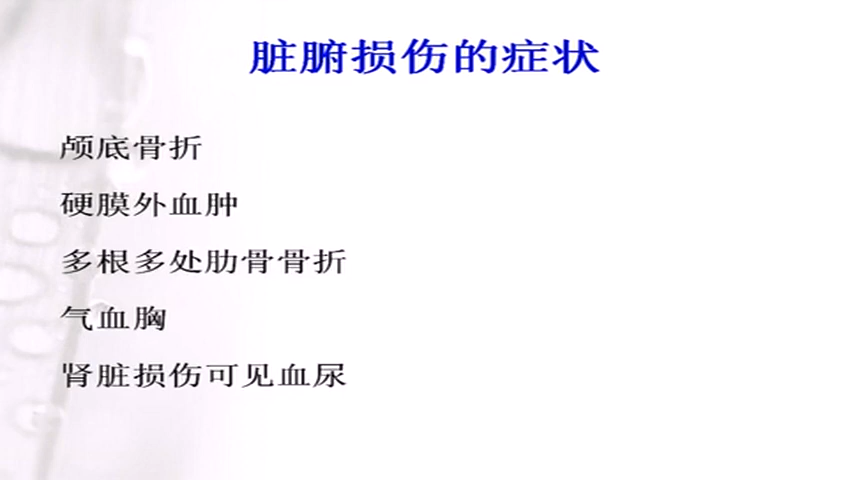 脏腑损伤的症状
颅底骨折
硬膜外血肿
多根多处肋骨骨折
气血胸
肾脏损伤可见血尿